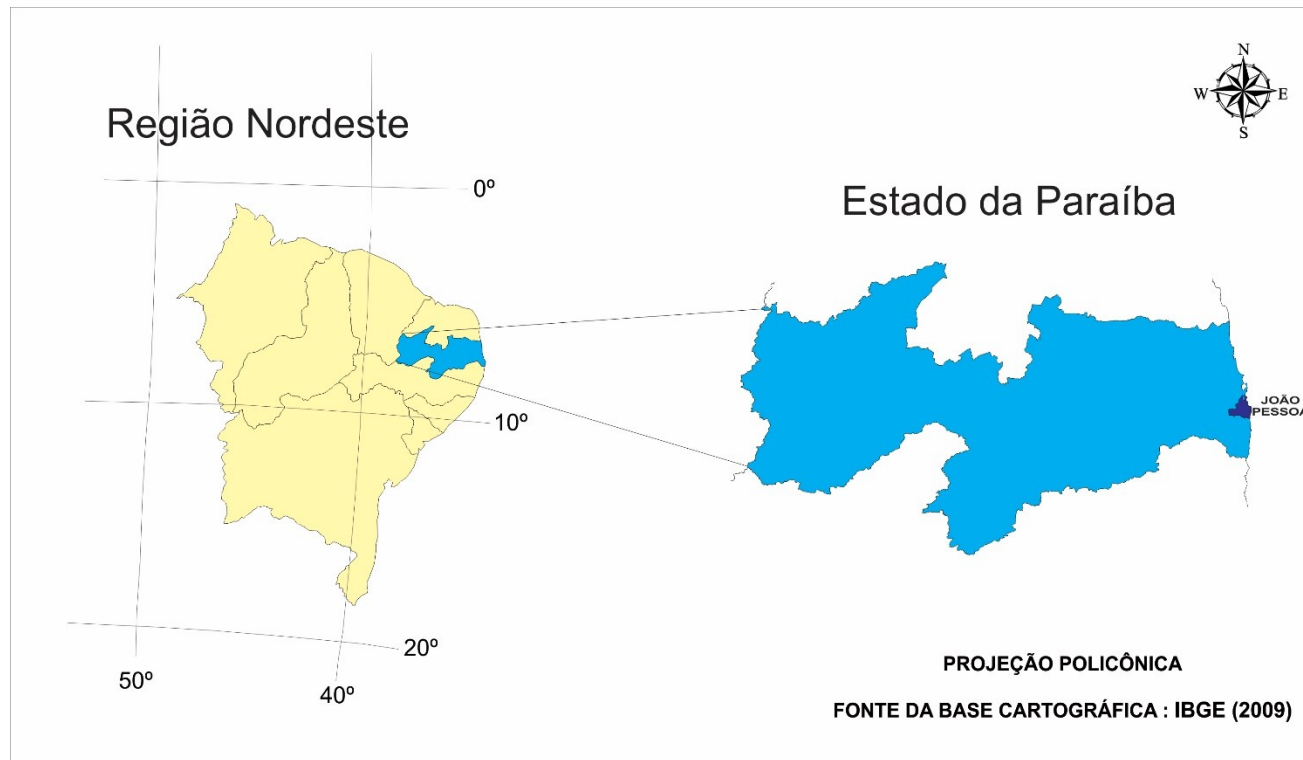 N
W E
S
Região Nordeste
0º
Estado da Paraíba
JOÃO
PESSOA
10º
20º
50º
40º
PROJEÇÃO POLICÔNICA
FONTE DA BASE CARTOGRÁFICA : IBGE (2009)